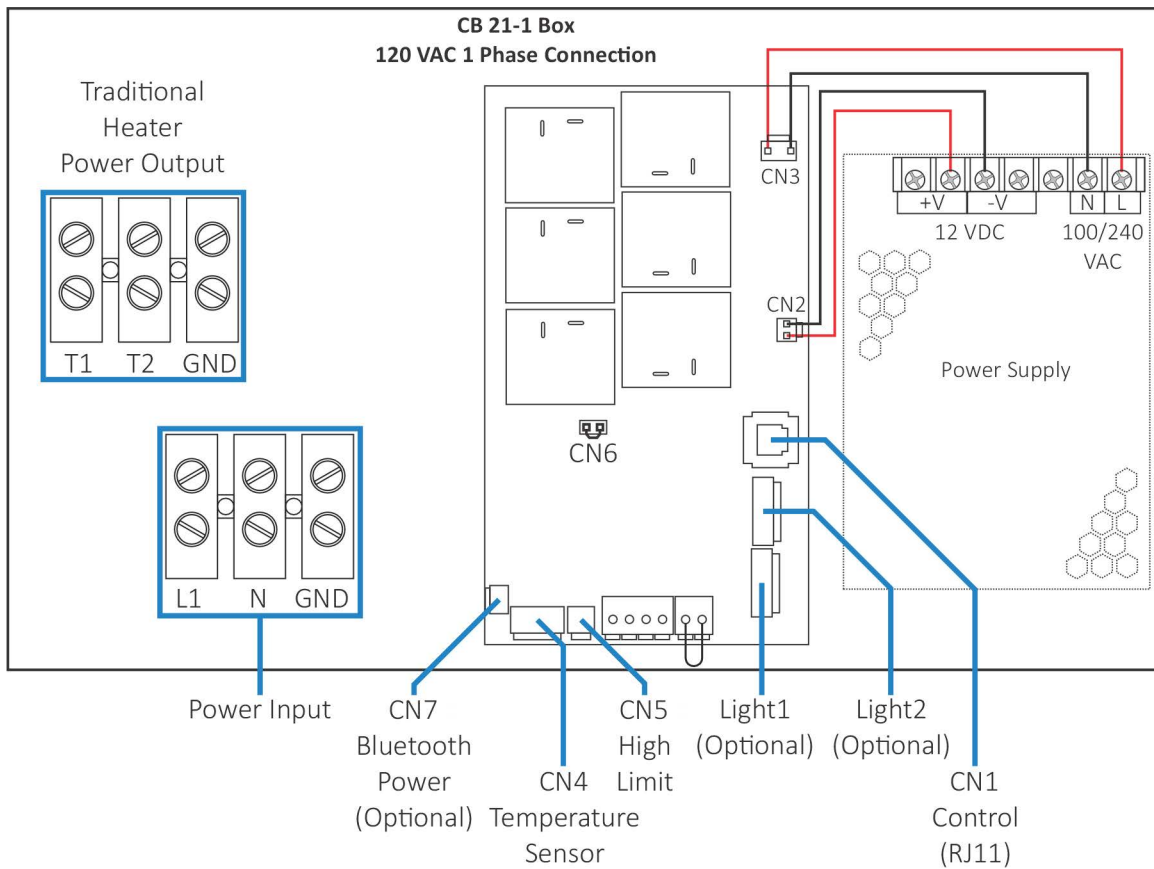 CB 21-1 Box
120 VAC 1 Phase Connection
Traditional
Heater
Power Output
T1 T2 GND
L1 N GND
Power Input
CN3
+V -V N L
12 VDC
100/240
VAC
CN2
Power Supply
CN6
CN7
Bluetooth
Power
(Optional)
CN4
Temperature
Sensor
CN5
High
Limit
Light1
(Optional)
Light2
(Optional)
CN1
Control
(RJ11)